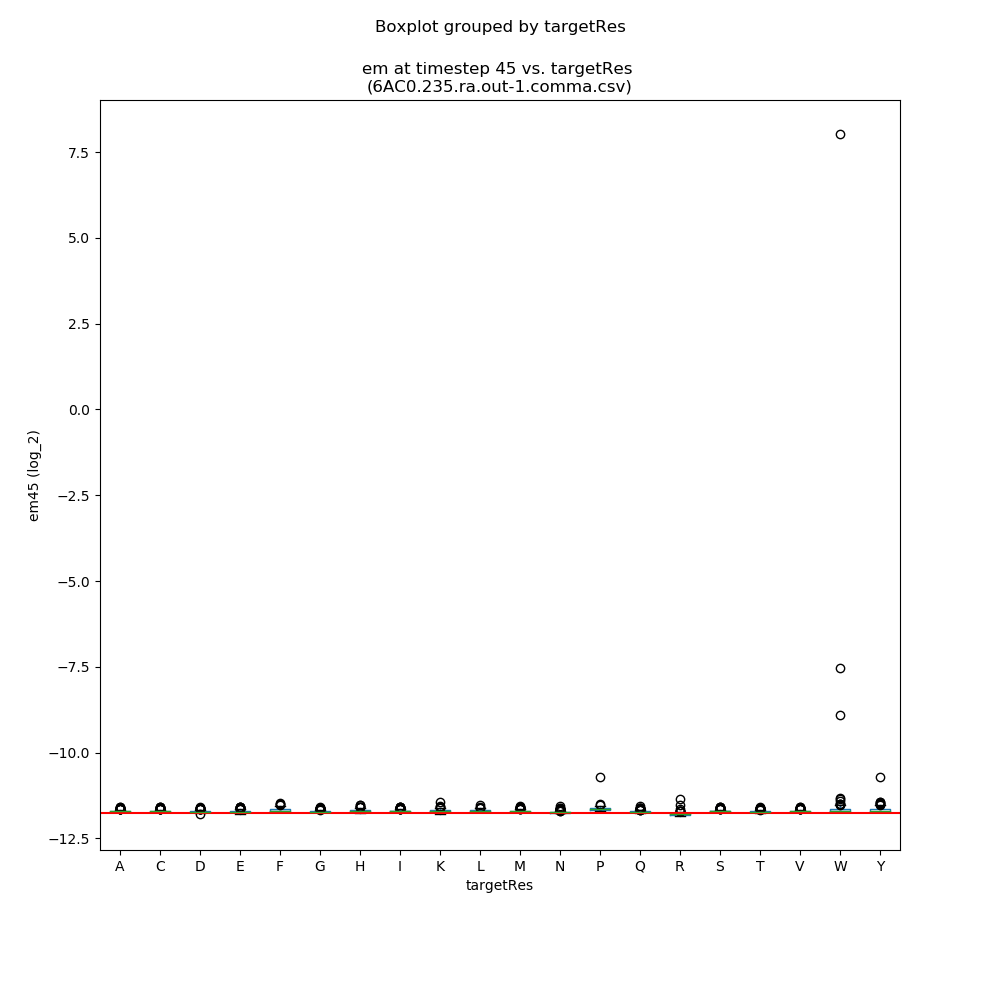 Boxplot grouped by targetRes
em at timestep 45 vs. targetRes
(6AC0.235.ra.out-1.comma.csv)
7.5
5.0
2.5
0.0
−2.5
−5.0
−7.5
−10.0
−12.5
em45 (log_2)
A C D E F G H I K L M N P Q R S T V W Y
targetRes